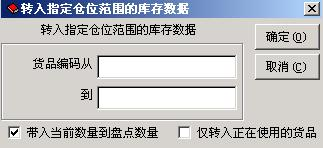 转入指定仓位范围的库存数据
转入指定仓位范围的库存数据
确定(O)
货品编码从
取消(C)
到
带入当前数量到盘点数量
仅转入正在使用的货品